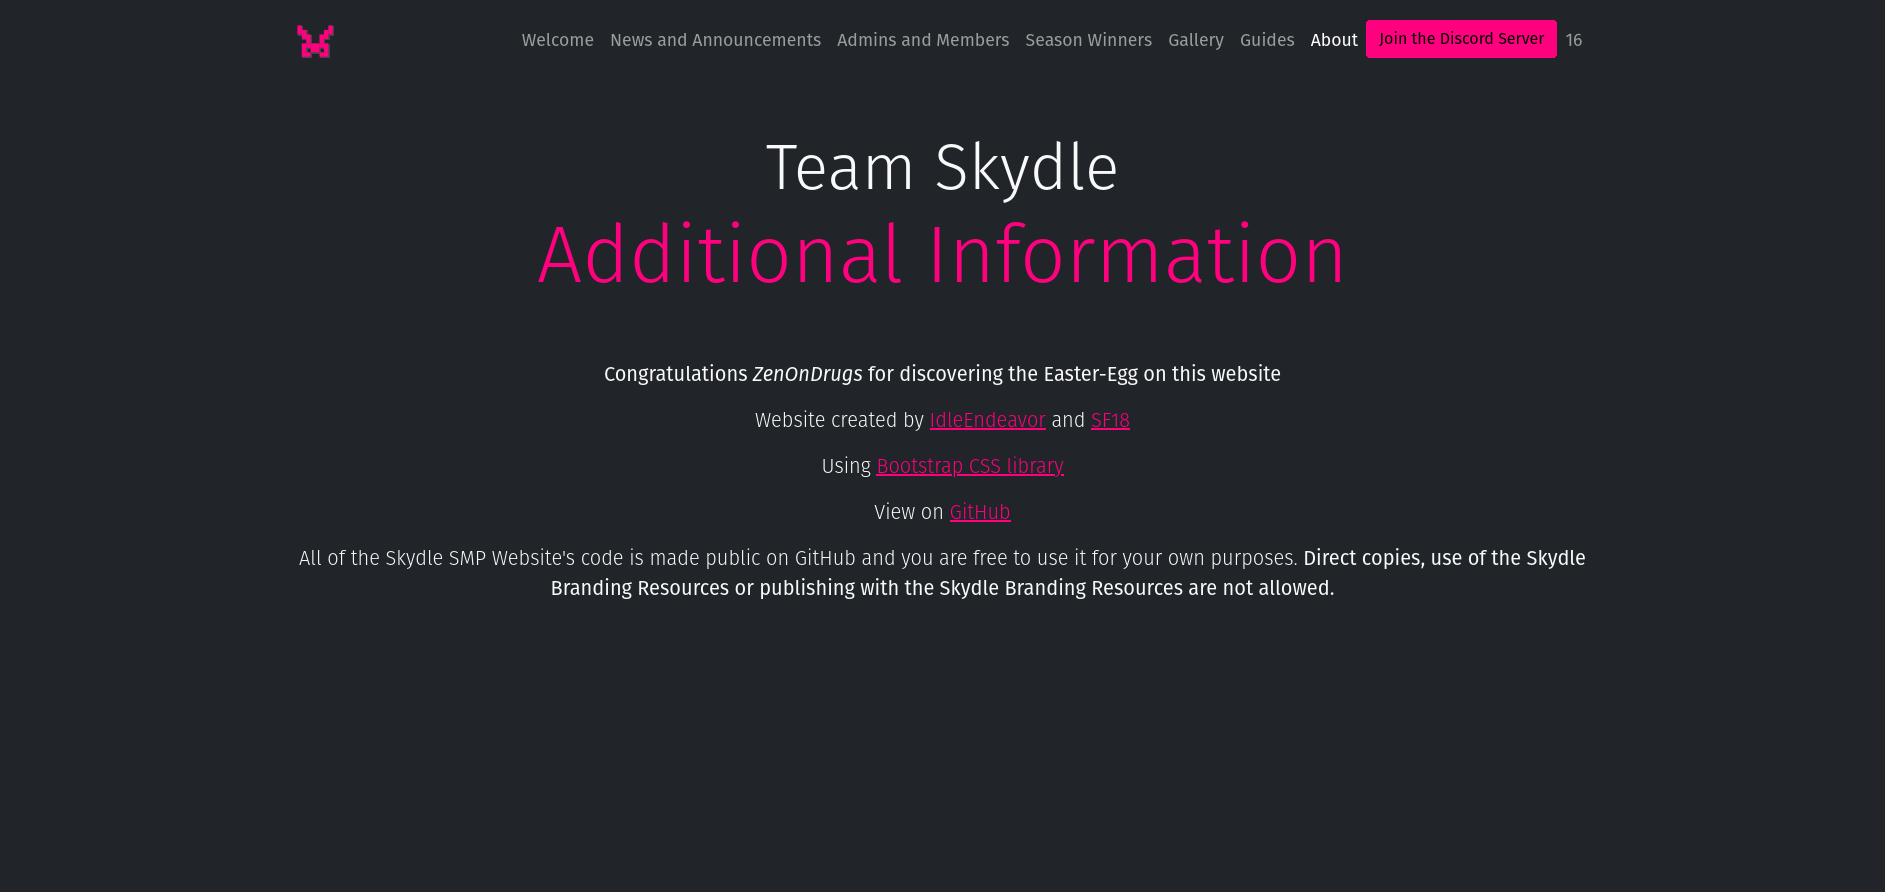 Welcome News and Announcements Admins and Members Season Winners Gallery Guides About Join the Discord Server 16
Team Skydle
Additional Information
Congratulations ZenOnDrugs for discovering the Easter-Egg on this website
Website created by IdleEndeavor and SF18
Using Bootstrap CSS library
View on GitHub
All of the Skydle SMP Website's code is made public on GitHub and you are free to use it for your own purposes. Direct copies, use of the Skydle
Branding Resources or publishing with the Skydle Branding Resources are not allowed.